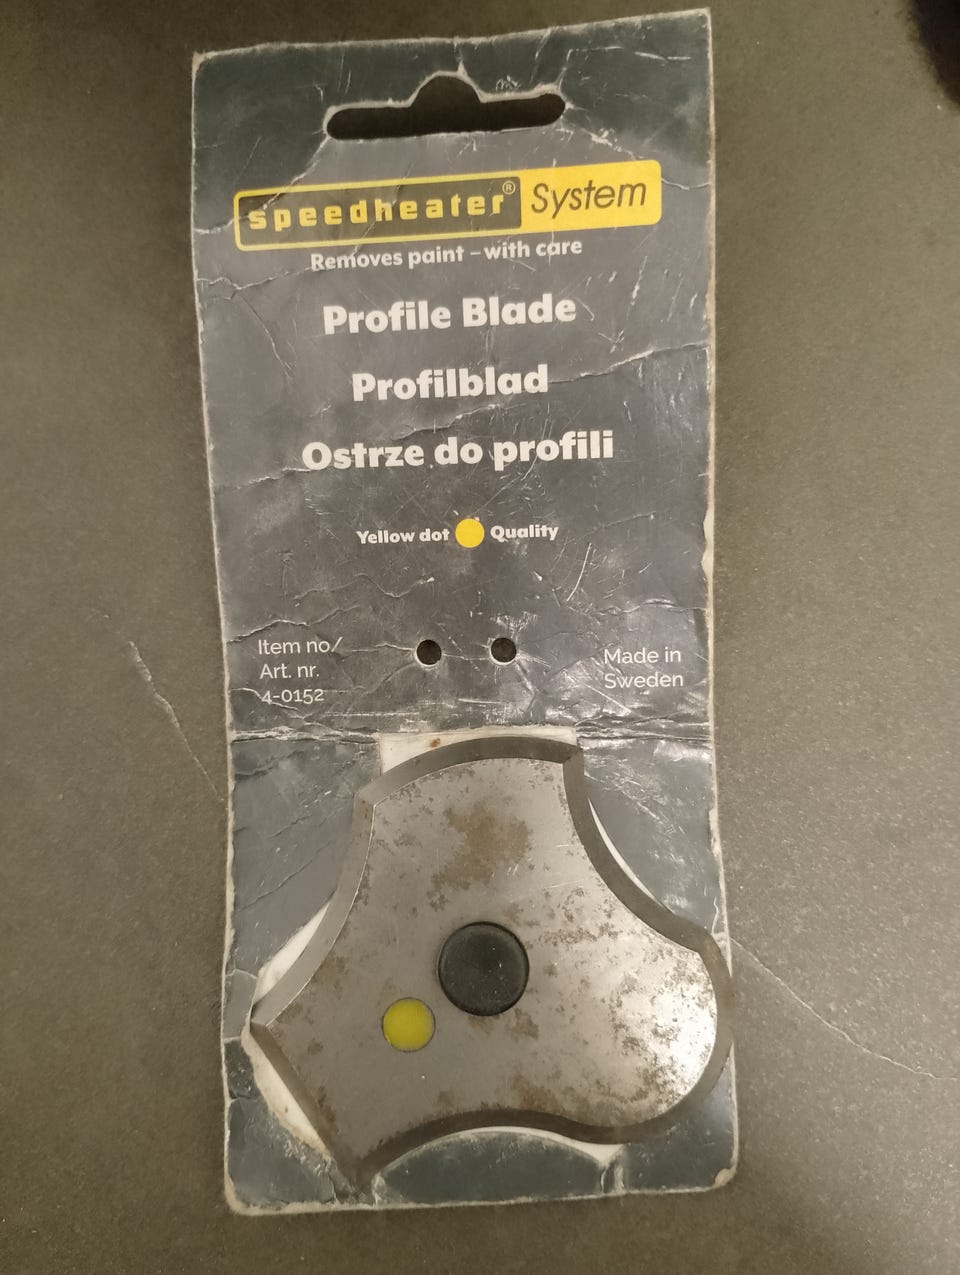 speedheater® System
Removes paint – with care
Profile Blade
Profilblad
Ostrze do profili
Yellow dot Quality
Item no/
Art. nr.
4-0152
Made in
Sweden